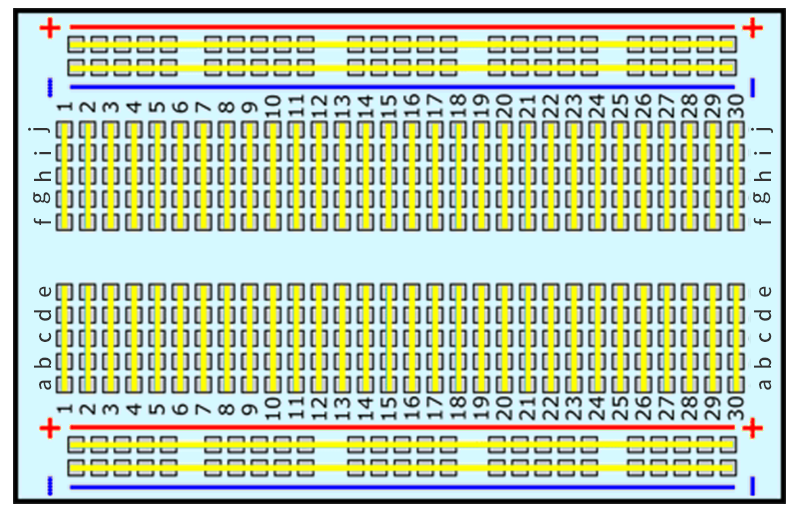 + +
– –
1 2 3 4 5 6 7 8 9 10 11 12 13 14 15 16 17 18 19 20 21 22 23 24 25 26 27 28 29 30
j j
i i
h h
g g
f f
e e
d d
c c
b b
a a
1 2 3 4 5 6 7 8 9 10 11 12 13 14 15 16 17 18 19 20 21 22 23 24 25 26 27 28 29 30
+ +
– –